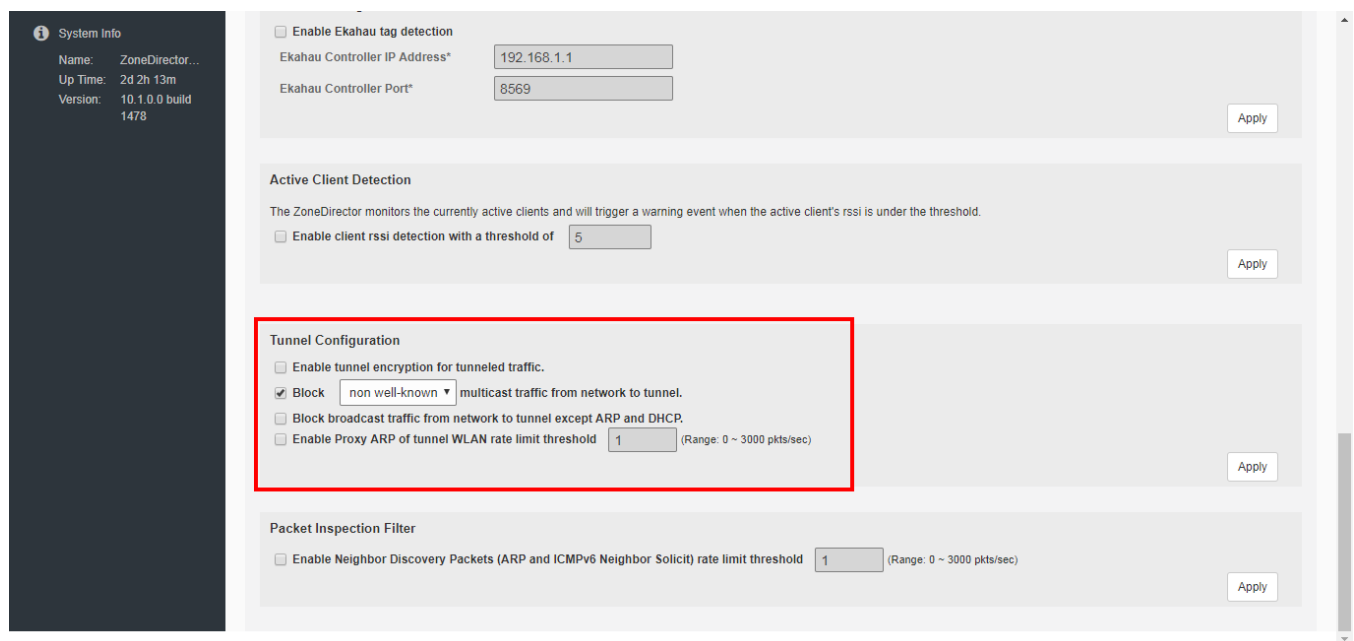 System Info
Name: ZoneDirector...
Up Time: 2d 2h 13m
Version: 10.1.0.0 build
1478
Enable Ekahau tag detection
Ekahau Controller IP Address* 192.168.1.1
Ekahau Controller Port* 8569
Apply
Active Client Detection
The ZoneDirector monitors the currently active clients and will trigger a warning event when the active client's rssi is under the threshold.
Enable client rssi detection with a threshold of 5
Apply
Tunnel Configuration
Enable tunnel encryption for tunneled traffic.
Block non well-known multicast traffic from network to tunnel.
Block broadcast traffic from network to tunnel except ARP and DHCP.
Enable Proxy ARP of tunnel WLAN rate limit threshold 1 (Range: 0 ~ 3000 pkts/sec)
Apply
Packet Inspection Filter
Enable Neighbor Discovery Packets (ARP and ICMPv6 Neighbor Solicit) rate limit threshold 1 (Range: 0 ~ 3000 pkts/sec)
Apply